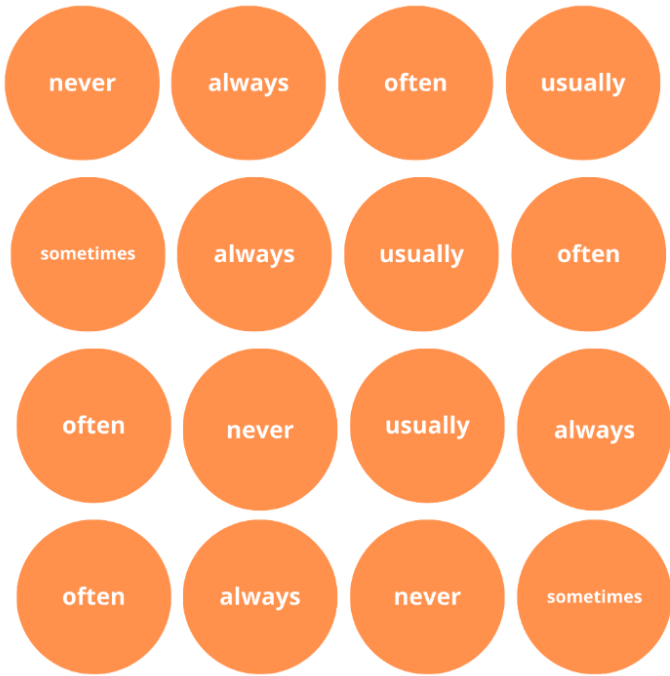 never always often usually
sometimes always usually often
often never usually always
often always never sometimes